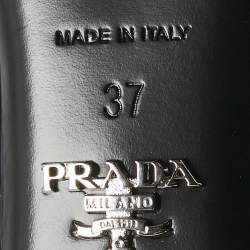 MADE IN ITALY
37
PRADA
MILANO
DAL 1913